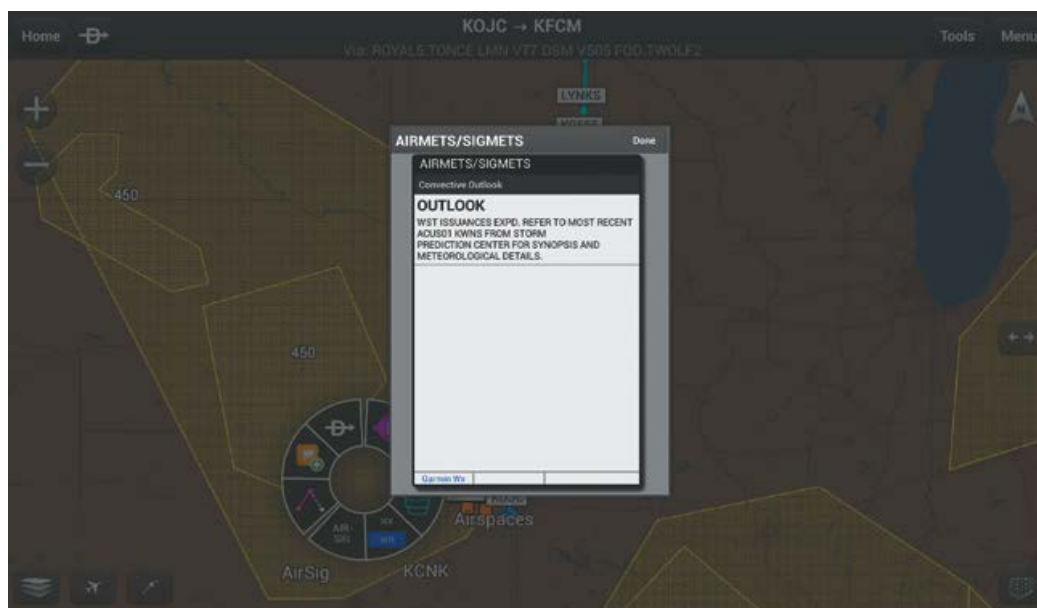 Home
KOJC → KFCM
Tools
Menu
Via: ROYAL5.TONCE LMN V77 DSM V505 FOD.TWOLF2
LYNKS
AIRMETS/SIGMETS
Done
AIRMETS/SIGMETS
Convective Outlook
OUTLOOK
WST ISSUANCES EXPD. REFER TO MOST RECENT
ACUS01 KWNS FROM STORM
PREDICTION CENTER FOR SYNOPSIS AND
METEOROLOGICAL DETAILS.
450
450
Garmin Wx
Airspaces
AIR-
SIG
WX
AirSig
KCNK
N